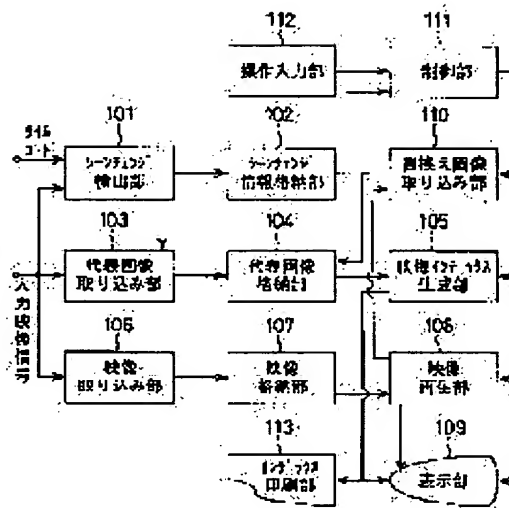 112
操作入力部
111
制御部
タイム
コード
101
シーンチェンジ
検出部
102
シーンチェンジ
情報格納部
110
置換え画像
取り込み部
103
代表画像
取り込み部
104
代表画像
格納部
105
映像インデックス
生成部
入力映像信号
106
映像
取り込み部
107
映像
格納部
108
映像
再生部
113
インデックス
印刷部
109
表示部